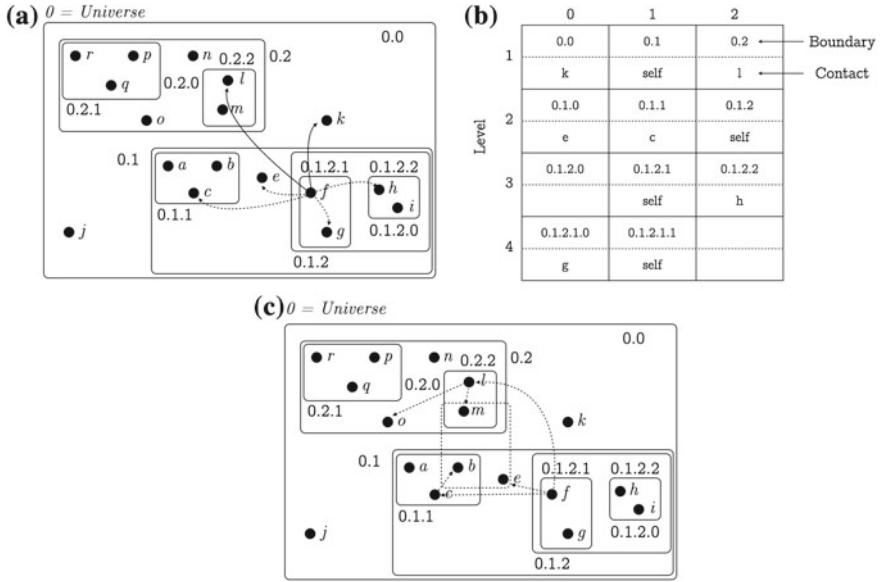 (a) 0 = Universe
0.0
r p n 0.2
0.2.2
q 0.2.0 l
0.2.1 m
o k
0.1 0.1.2.1 0.1.2.2
a b e
c f h
0.1.1 i
j g 0.1.2.0
0.1.2
(b)
0 1 2
Level
1 0.0 0.1 0.2 Boundary
k self l Contact
2 0.1.0 0.1.1 0.1.2
e c self
3 0.1.2.0 0.1.2.1 0.1.2.2
self h
4 0.1.2.1.0 0.1.2.1.1
g self
(c) 0 = Universe
0.0
r p n 0.2
0.2.2
q 0.2.0 l
0.2.1 m
o k
0.1 0.1.2.1 0.1.2.2
a b e
c f h
0.1.1 i
j g 0.1.2.0
0.1.2